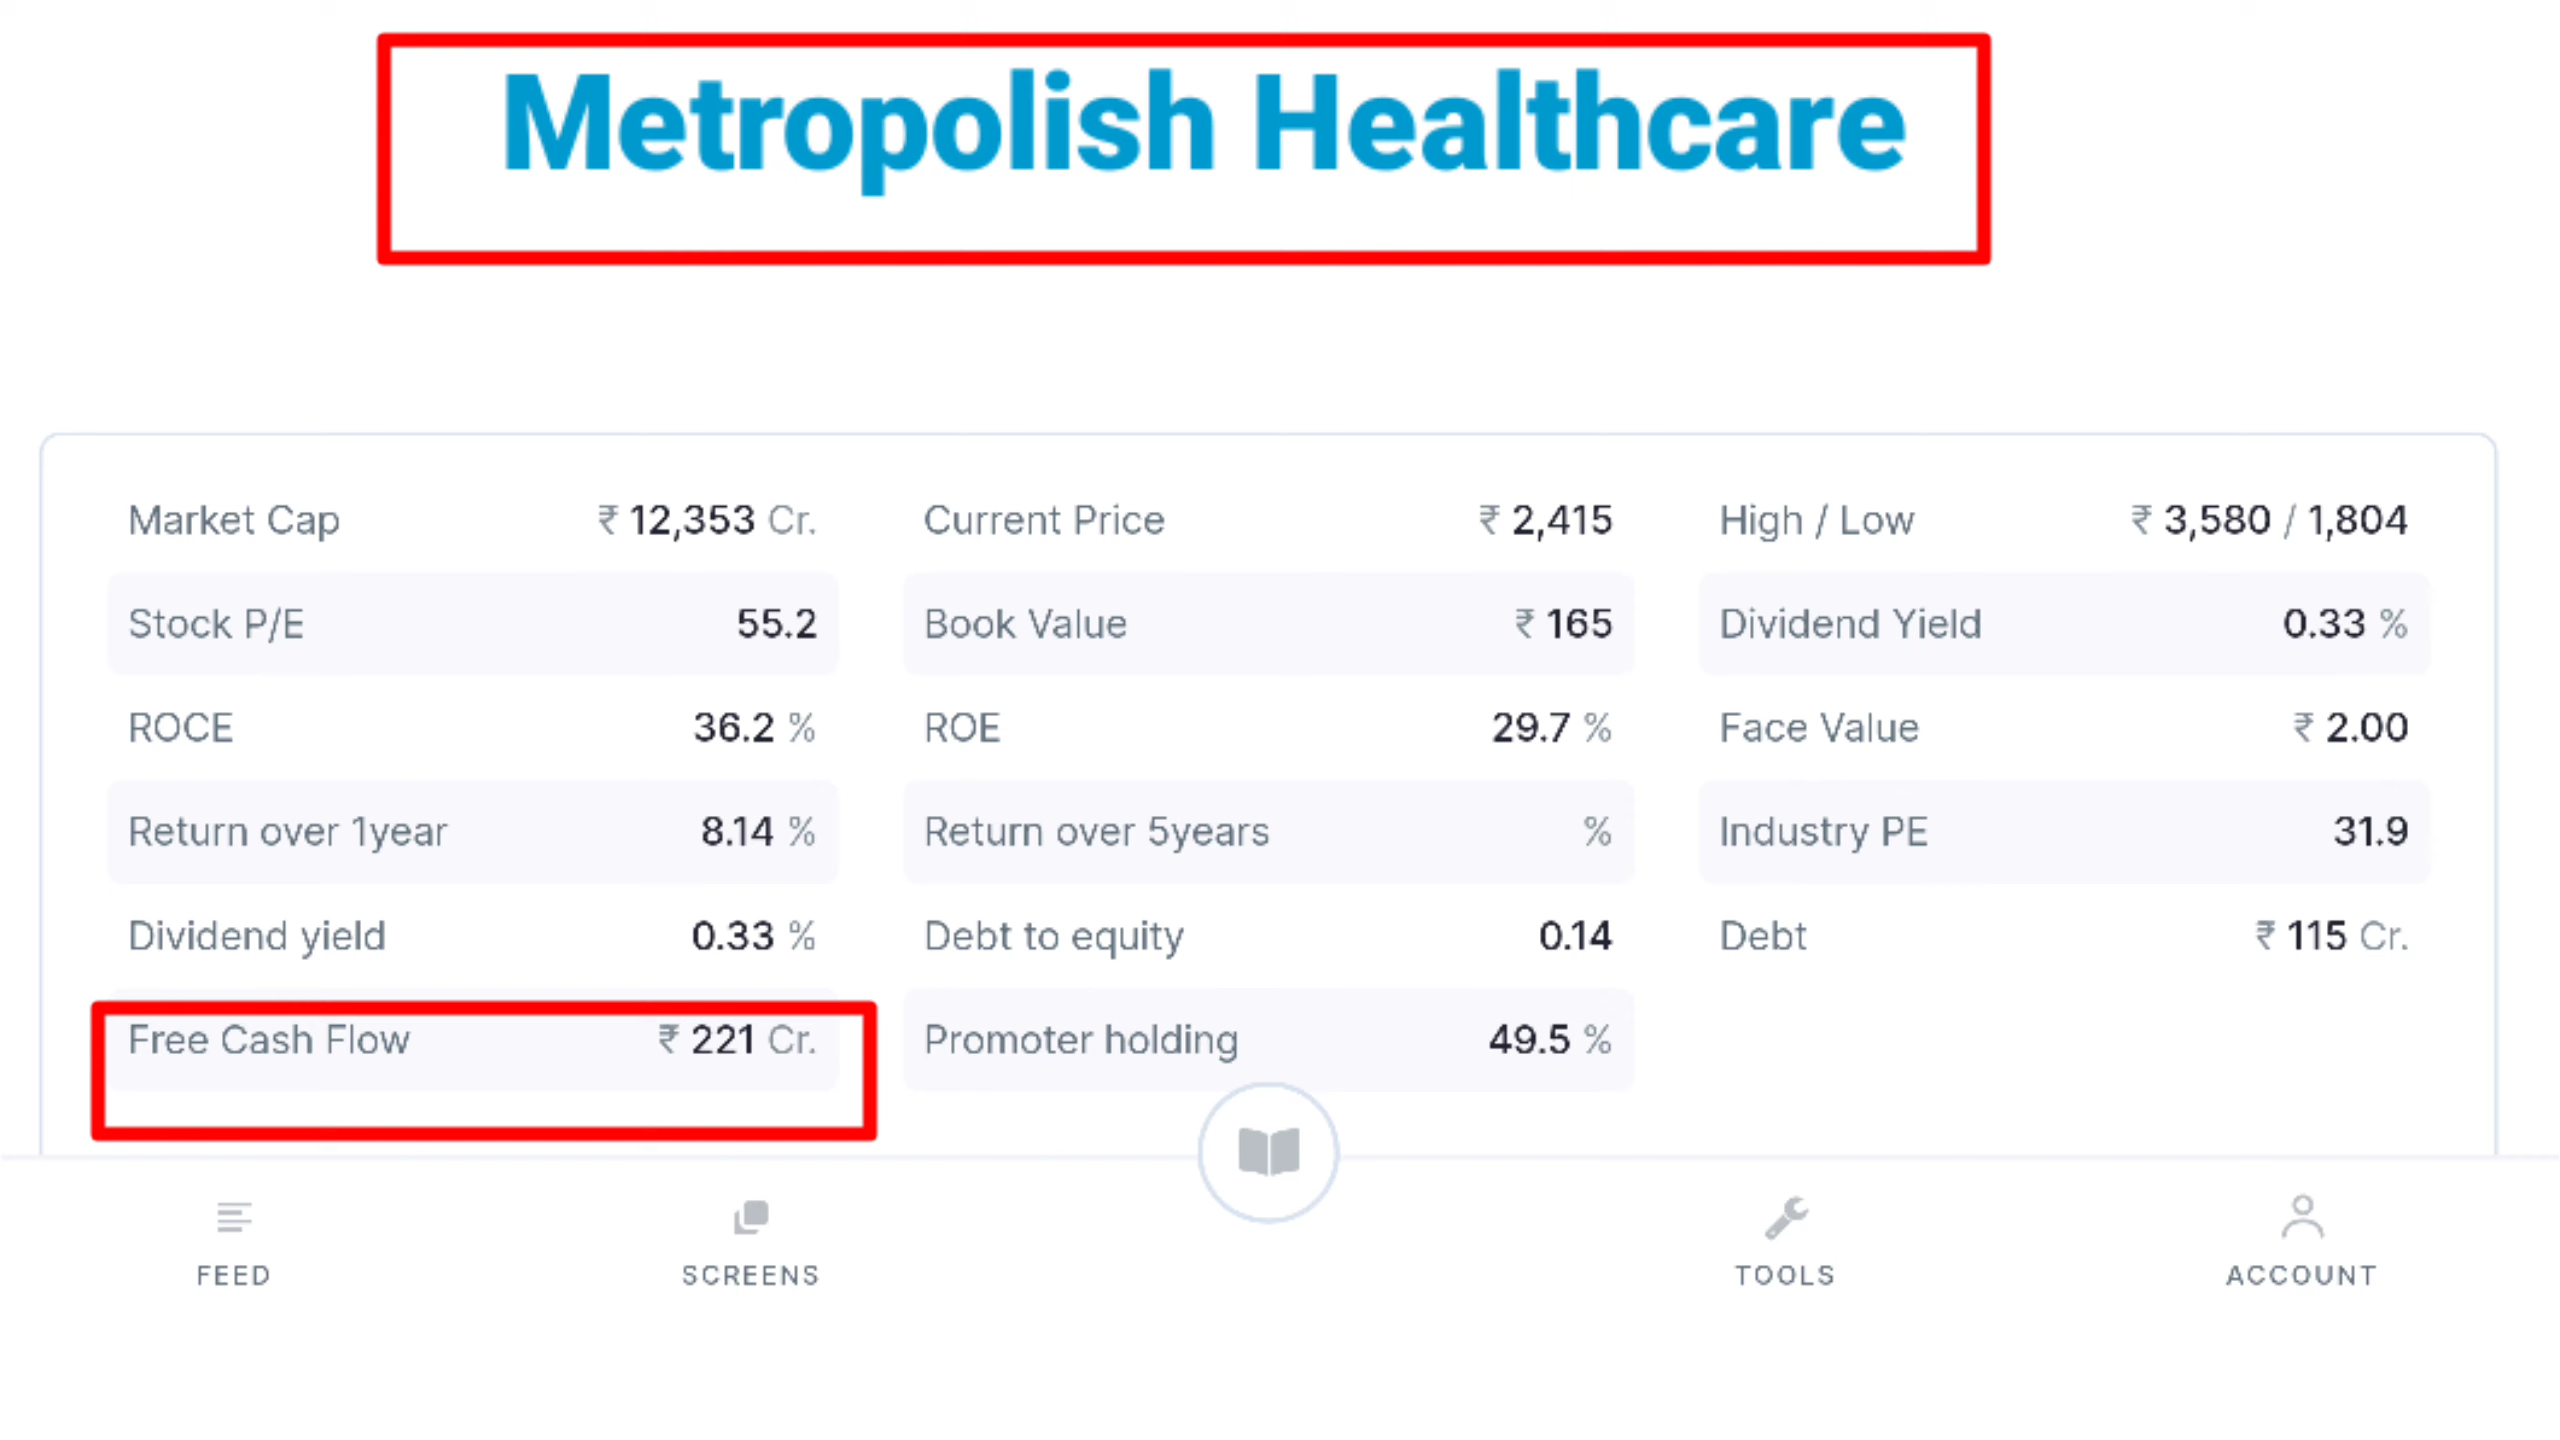 Metropolish Healthcare
Market Cap ₹ 12,353 Cr. Current Price ₹ 2,415 High / Low ₹ 3,580 / 1,804
Stock P/E 55.2 Book Value ₹ 165 Dividend Yield 0.33 %
ROCE 36.2 % ROE 29.7 % Face Value ₹ 2.00
Return over 1year 8.14 % Return over 5years % Industry PE 31.9
Dividend yield 0.33 % Debt to equity 0.14 Debt ₹ 115 Cr.
Free Cash Flow ₹ 221 Cr. Promoter holding 49.5 %
FEED SCREENS TOOLS ACCOUNT